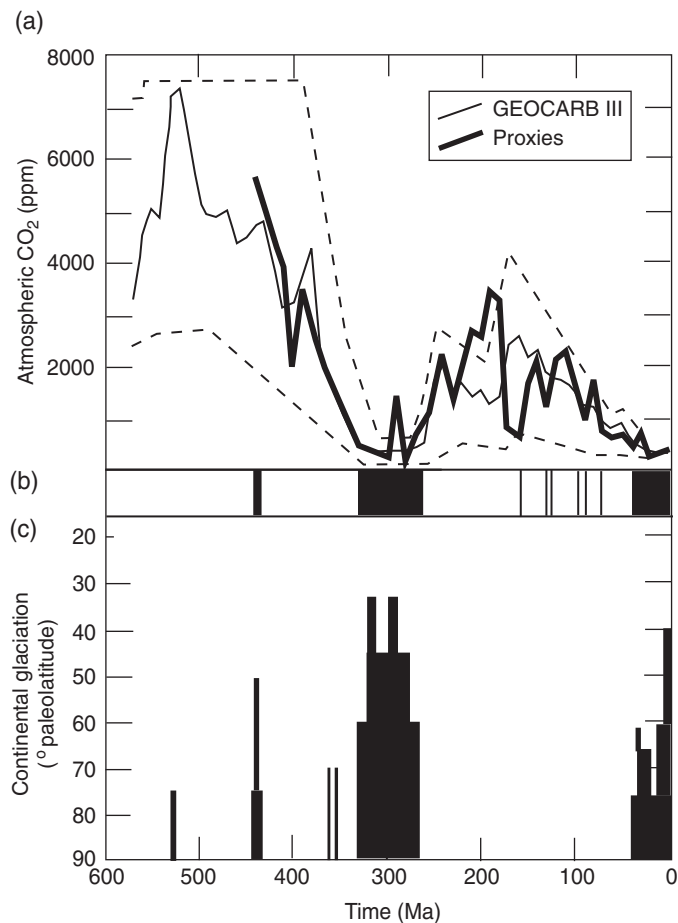 (a)
8000
6000
4000
2000
Atmospheric CO₂ (ppm)
GEOCARB III
Proxies
(b)
(c)
20
30
40
50
60
70
80
90
Continental glaciation
(°paleolatitude)
600
500
400
300
200
100
0
Time (Ma)